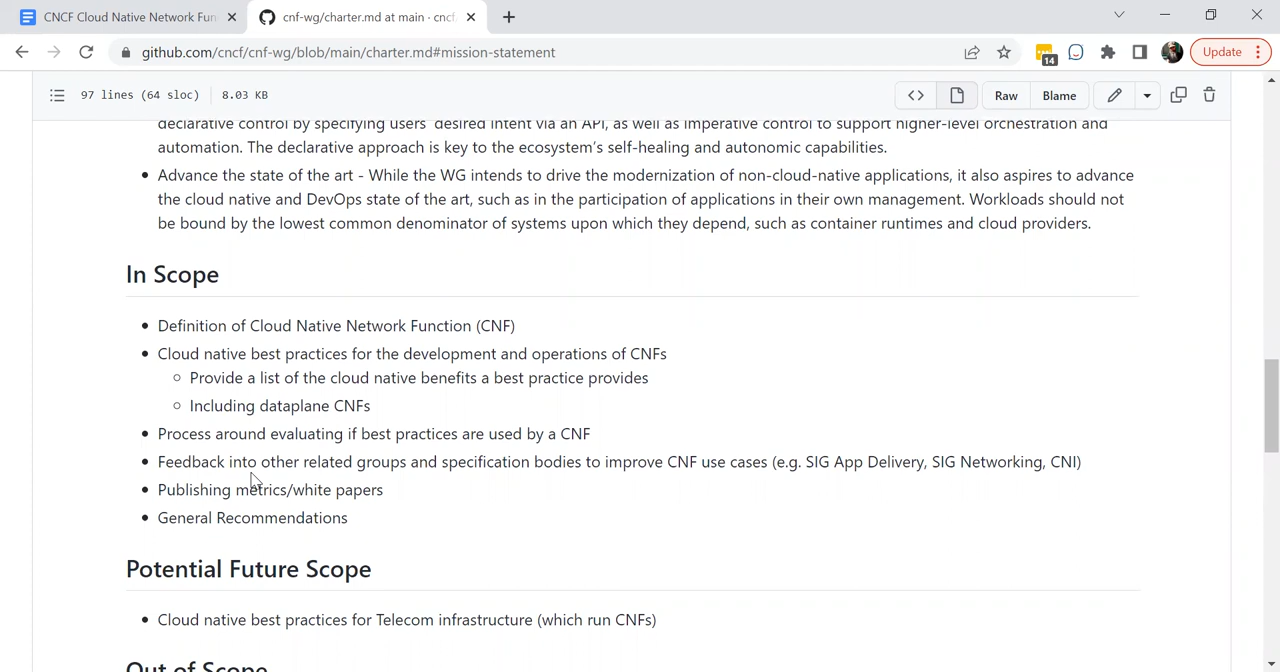 CNCF Cloud Native Network Fun
cnf-wg/charter.md at main · cncf
github.com/cncf/cnf-wg/blob/main/charter.md#mission-statement
14
Update
97 lines (64 sloc)
8.03 KB
Raw
Blame
declarative control by specifying users' desired intent via an API, as well as imperative control to support higher-level orchestration and
automation. The declarative approach is key to the ecosystem's self-healing and autonomic capabilities.
Advance the state of the art - While the WG intends to drive the modernization of non-cloud-native applications, it also aspires to advance
the cloud native and DevOps state of the art, such as in the participation of applications in their own management. Workloads should not
be bound by the lowest common denominator of systems upon which they depend, such as container runtimes and cloud providers.
In Scope
Definition of Cloud Native Network Function (CNF)
Cloud native best practices for the development and operations of CNFs
Provide a list of the cloud native benefits a best practice provides
Including dataplane CNFs
Process around evaluating if best practices are used by a CNF
Feedback into other related groups and specification bodies to improve CNF use cases (e.g. SIG App Delivery, SIG Networking, CNI)
Publishing metrics/white papers
General Recommendations
Potential Future Scope
Cloud native best practices for Telecom infrastructure (which run CNFs)
Out of Scope